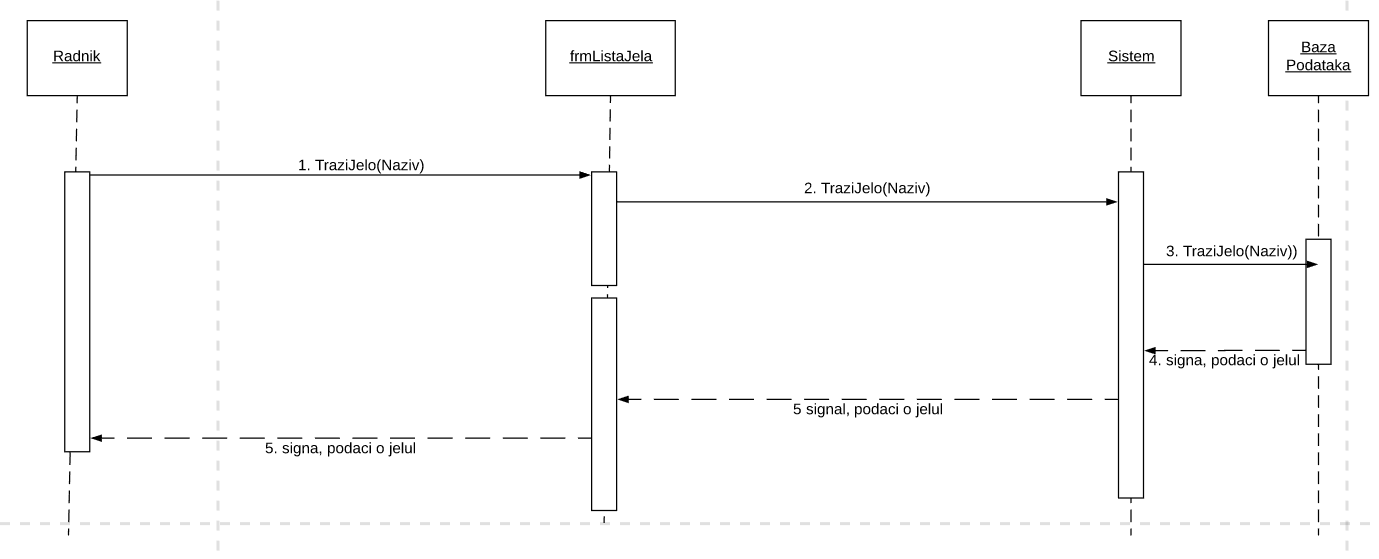 Radnik
frmListaJela
Sistem
Baza
Podataka
1. TraziJelo(Naziv)
2. TraziJelo(Naziv)
3. TraziJelo(Naziv))
4. signa, podaci o jelul
5 signal, podaci o jelul
5. signa, podaci o jelul